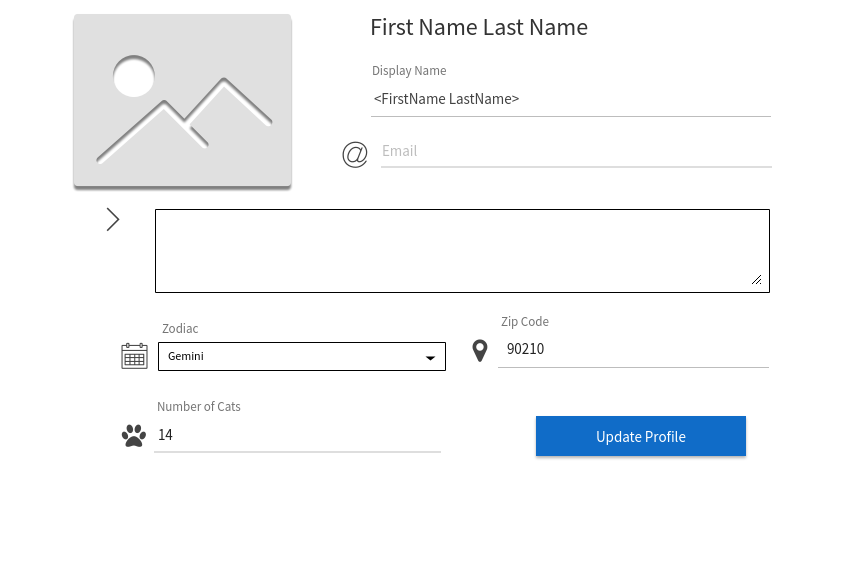 First Name Last Name
Display Name
<FirstName LastName>
@ Email
Zodiac
Gemini
Zip Code
90210
Number of Cats
14
Update Profile